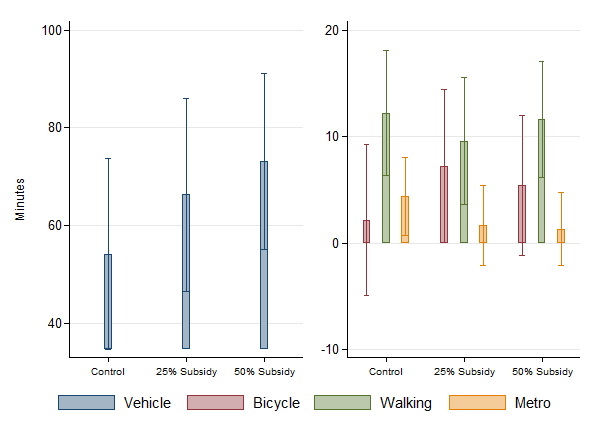 Minutes
100
80
60
40
Control
25% Subsidy
50% Subsidy
20
10
0
-10
Control
25% Subsidy
50% Subsidy
Vehicle Bicycle Walking Metro